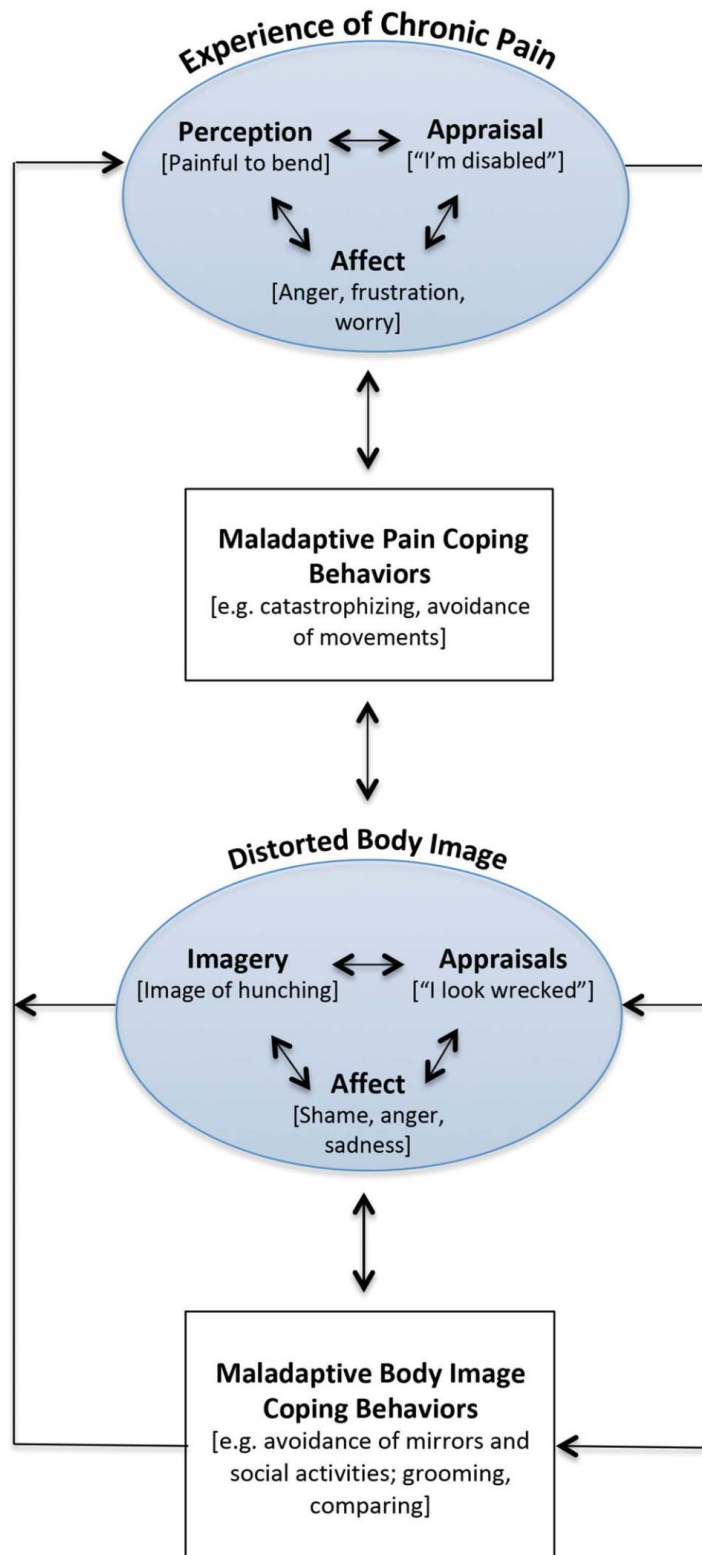 Experience of Chronic Pain
Perception
[Painful to bend]
Appraisal
[“I’m disabled”]
Affect
[Anger, frustration,
worry]
Maladaptive Pain Coping
Behaviors
[e.g. catastrophizing, avoidance
of movements]
Distorted Body Image
Imagery
[Image of hunching]
Appraisals
[“I look wrecked”]
Affect
[Shame, anger,
sadness]
Maladaptive Body Image
Coping Behaviors
[e.g. avoidance of mirrors and
social activities; grooming,
comparing]